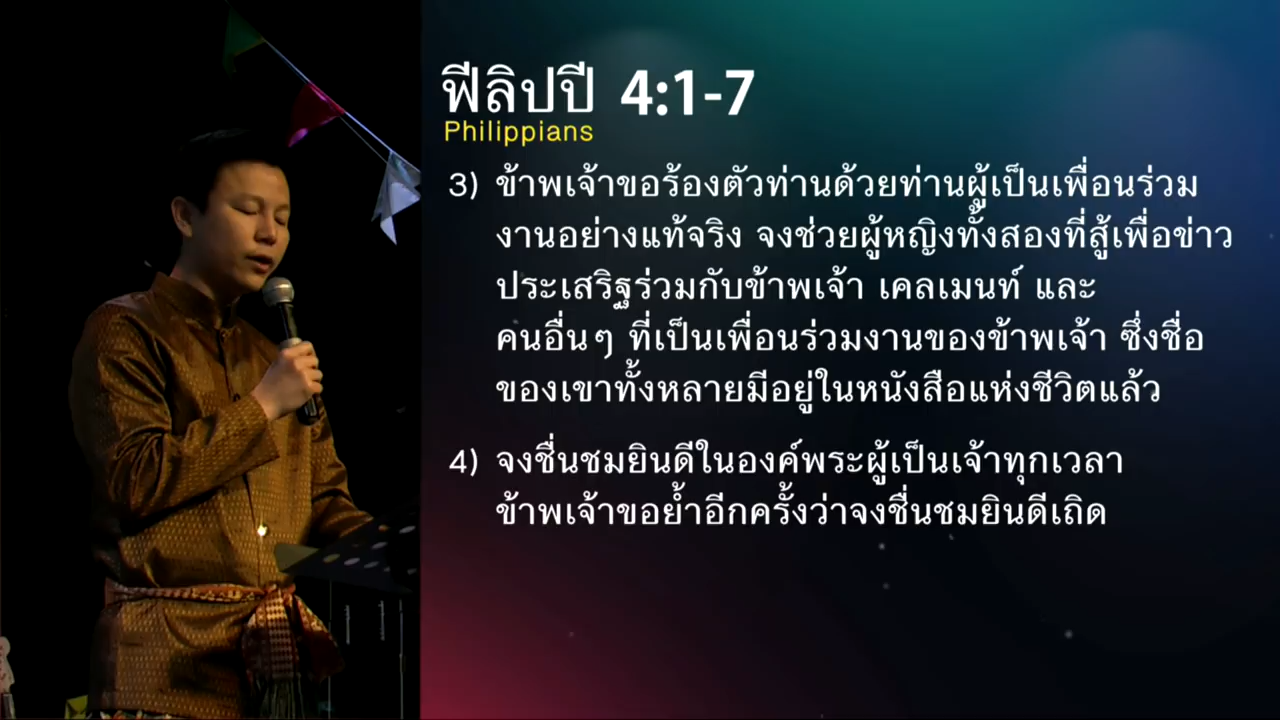 ฟีลิปปี 4:1-7
Philippians
3) ข้าพเจ้าขอร้องตัวท่านด้วยท่านผู้เป็นเพื่อนร่วม
งานอย่างแท้จริง จงช่วยผู้หญิงทั้งสองที่สู้เพื่อข่าว
ประเสริฐร่วมกับข้าพเจ้า เคลเมนท์ และ
คนอื่นๆ ที่เป็นเพื่อนร่วมงานของข้าพเจ้า ซึ่งชื่อ
ของเขาทั้งหลายมีอยู่ในหนังสือแห่งชีวิตแล้ว
4) จงชื่นชมยินดีในองค์พระผู้เป็นเจ้าทุกเวลา
ข้าพเจ้าขอย้ำอีกครั้งว่าจงชื่นชมยินดีเถิด